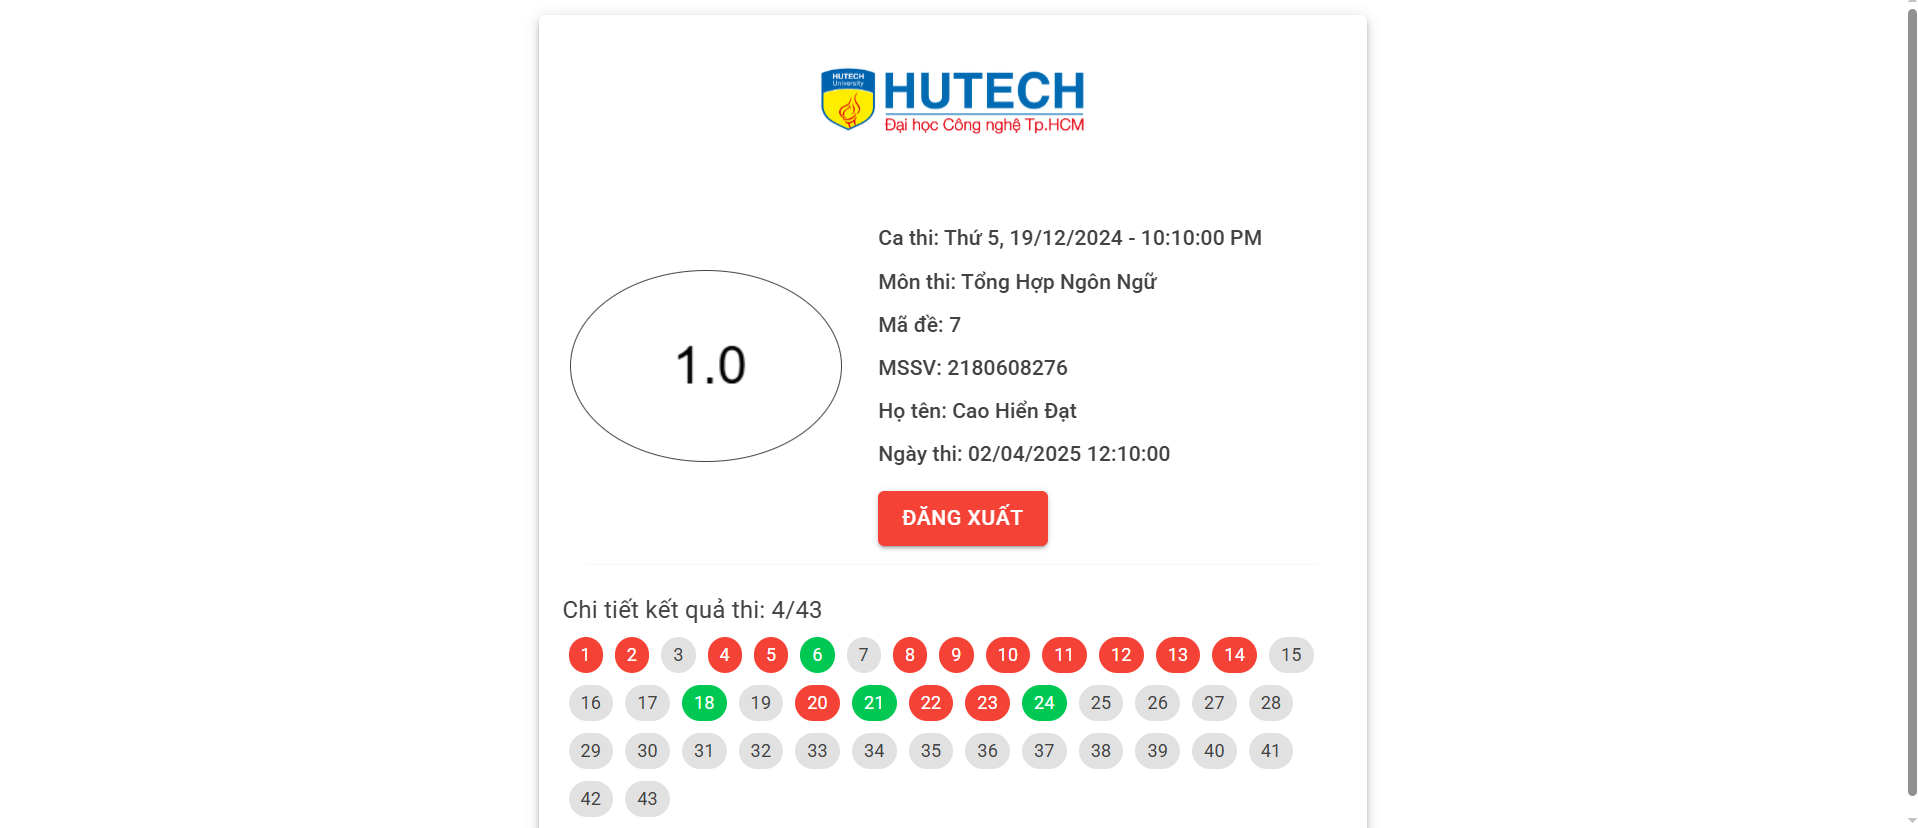 HUTECH
University
HUTECH
Đại học Công nghệ Tp.HCM
1.0
Ca thi: Thứ 5, 19/12/2024 - 10:10:00 PM
Môn thi: Tổng Hợp Ngôn Ngữ
Mã đề: 7
MSSV: 2180608276
Họ tên: Cao Hiển Đạt
Ngày thi: 02/04/2025 12:10:00
ĐĂNG XUẤT
Chi tiết kết quả thi: 4/43
1 2 3 4 5 6 7 8 9 10 11 12 13 14 15
16 17 18 19 20 21 22 23 24 25 26 27 28
29 30 31 32 33 34 35 36 37 38 39 40 41
42 43